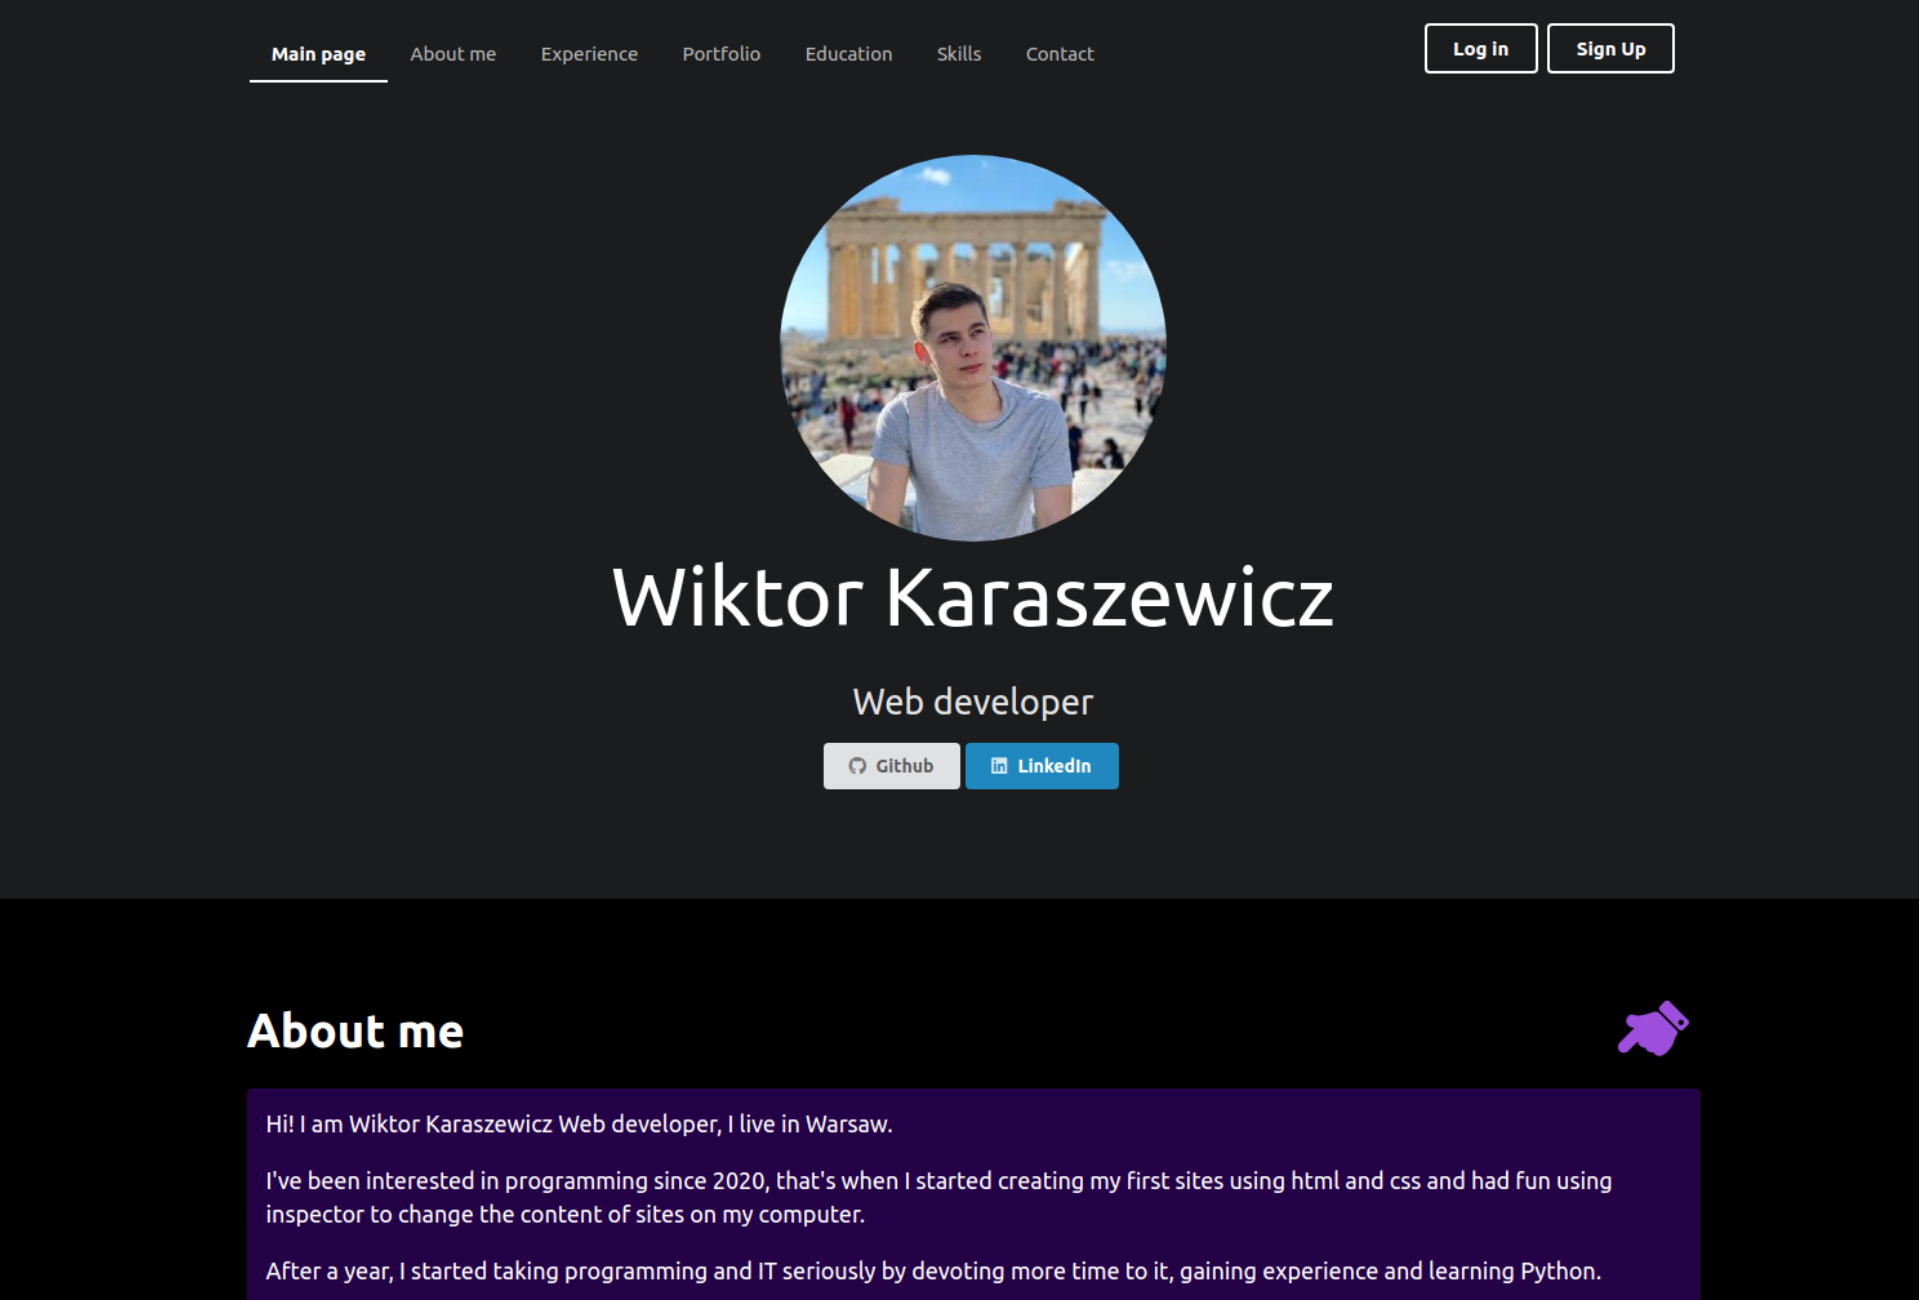 Main page About me Experience Portfolio Education Skills Contact Log in Sign Up
Wiktor Karaszewicz
Web developer
Github LinkedIn
About me
Hi! I am Wiktor Karaszewicz Web developer, I live in Warsaw.
I've been interested in programming since 2020, that's when I started creating my first sites using html and css and had fun using
inspector to change the content of sites on my computer.
After a year, I started taking programming and IT seriously by devoting more time to it, gaining experience and learning Python.